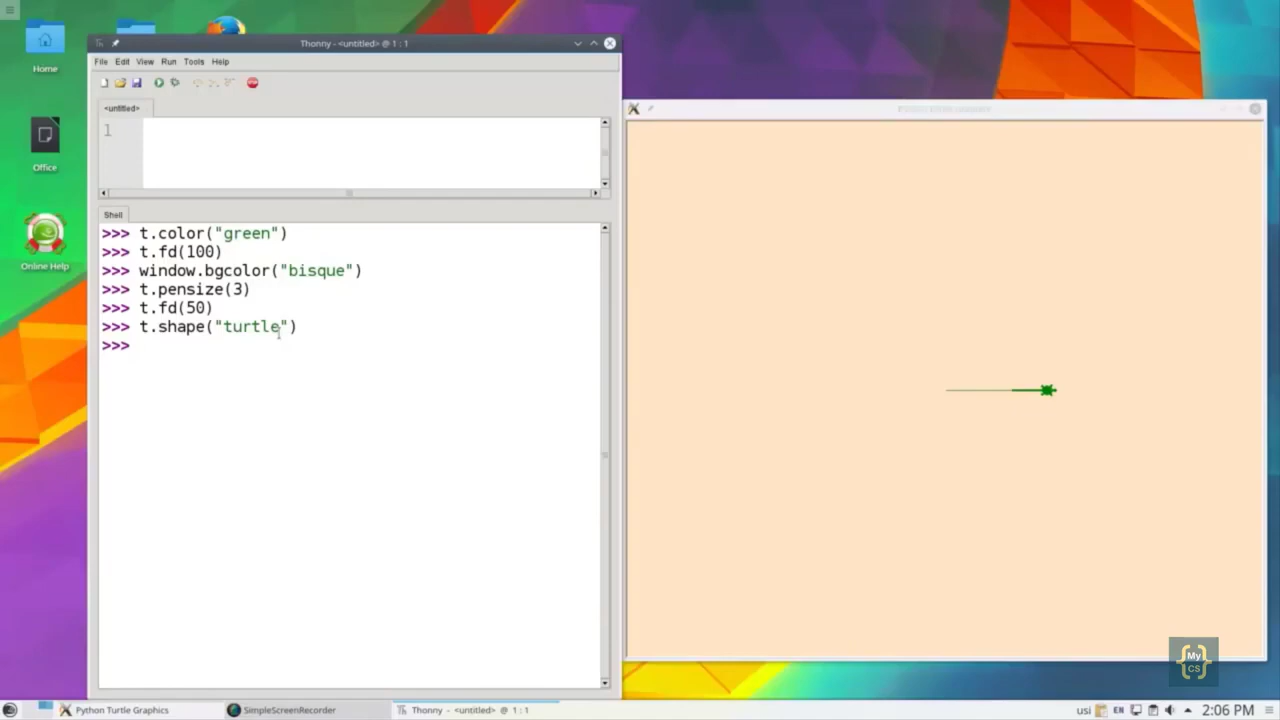 Home
Office
Online Help
Thonny - <untitled> @ 1 : 1
File Edit View Run Tools Help
<untitled>
1
Shell
>>> t.color("green")
>>> t.fd(100)
>>> window.bgcolor("bisque")
>>> t.pensize(3)
>>> t.fd(50)
>>> t.shape("turtle")
>>>
My
CS
Python Turtle Graphics
SimpleScreenRecorder
Thonny - <untitled> @ 1 : 1
usi
EN
2:06 PM